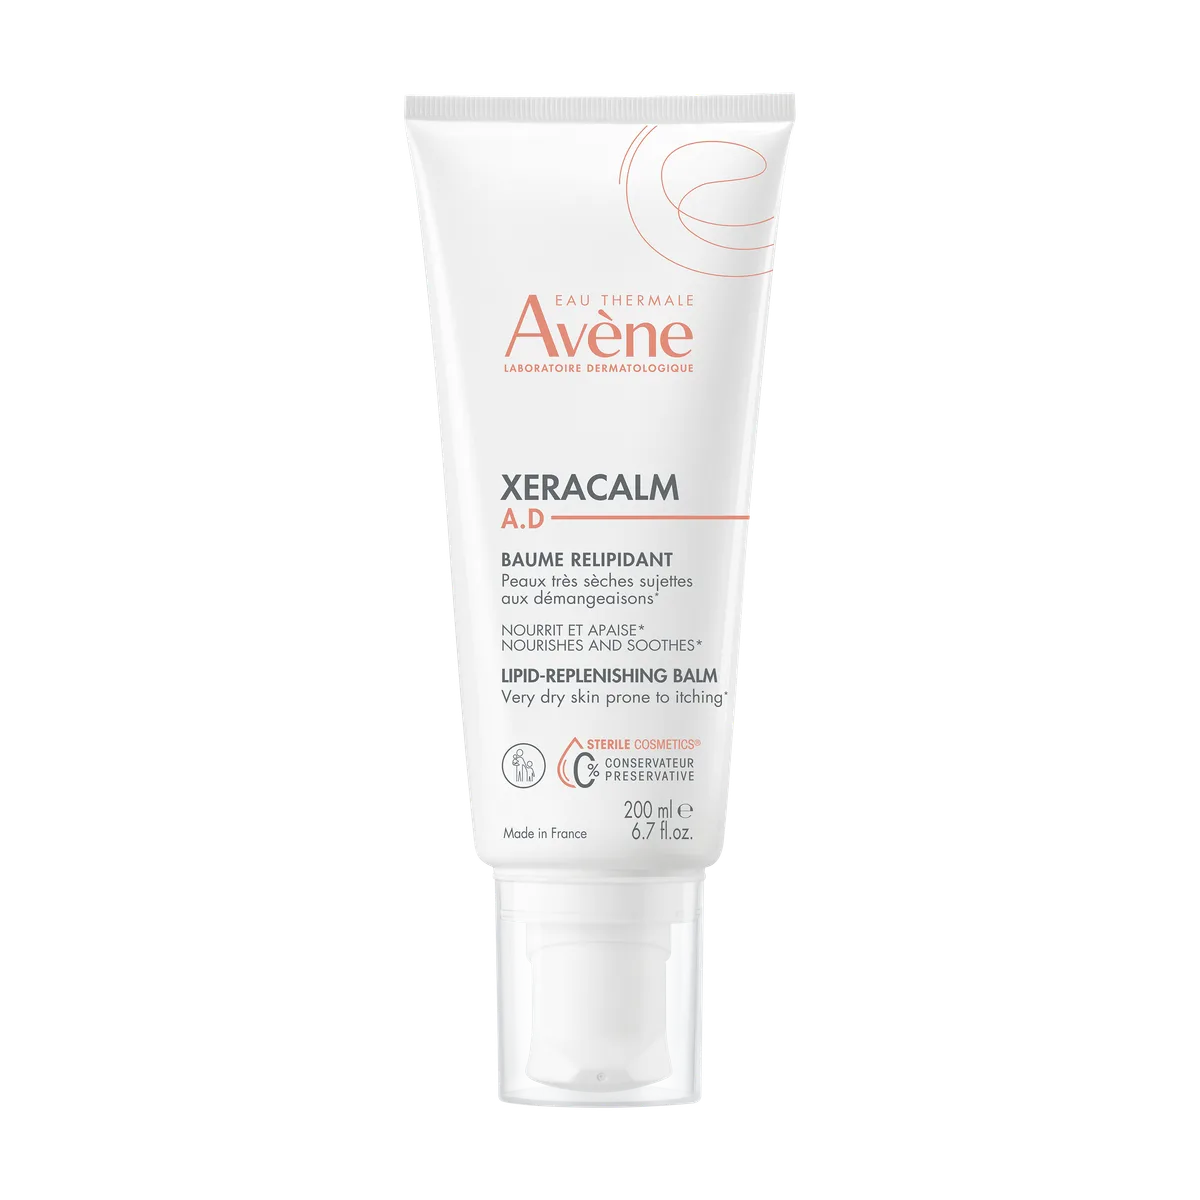 EAU THERMALE
Avène
LABORATOIRE DERMATOLOGIQUE
XERACALM
A.D
BAUME RELIPIDANT
Peaux très sèches sujettes
aux démangeaisons*
NOURRIT ET APAISE*
NOURISHES AND SOOTHES*
LIPID-REPLENISHING BALM
Very dry skin prone to itching*
STERILE COSMETICS®
0% CONSERVATEUR
PRESERVATIVE
200 ml ℮
6.7 fl.oz.
Made in France